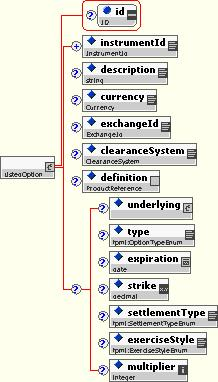 id
ID
instrumentId
InstrumentId
description
string
currency
Currency
exchangeId
ExchangeId
clearanceSystem
ClearanceSystem
definition
ProductReference
listedOption
underlying
type
fpml:OptionTypeEnum
expiration
date
strike
decimal
settlementType
fpml:SettlementTypeEnum
exerciseStyle
fpml:ExerciseStyleEnum
multiplier
integer